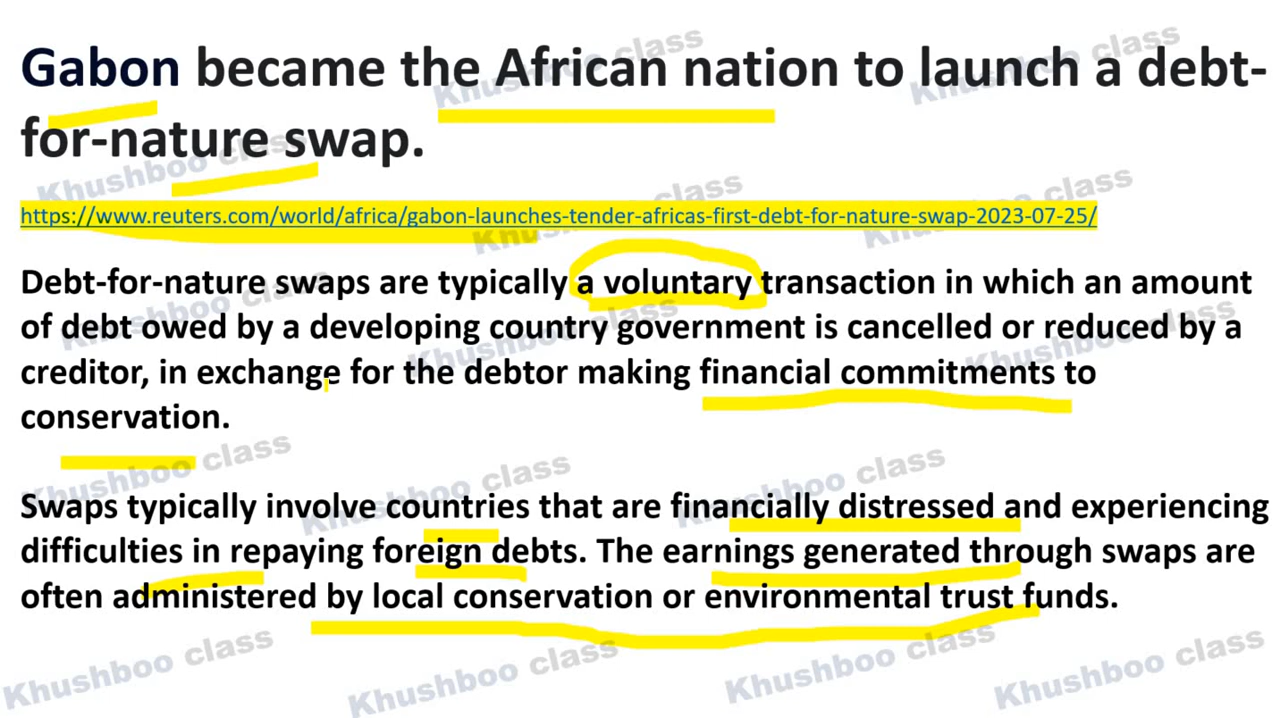 Gabon became the African nation to launch a debt-
for-nature swap.
https://www.reuters.com/world/africa/gabon-launches-tender-africas-first-debt-for-nature-swap-2023-07-25/
Debt-for-nature swaps are typically a voluntary transaction in which an amount
of debt owed by a developing country government is cancelled or reduced by a
creditor, in exchange for the debtor making financial commitments to
conservation.
Swaps typically involve countries that are financially distressed and experiencing
difficulties in repaying foreign debts. The earnings generated through swaps are
often administered by local conservation or environmental trust funds.
Khushboo class